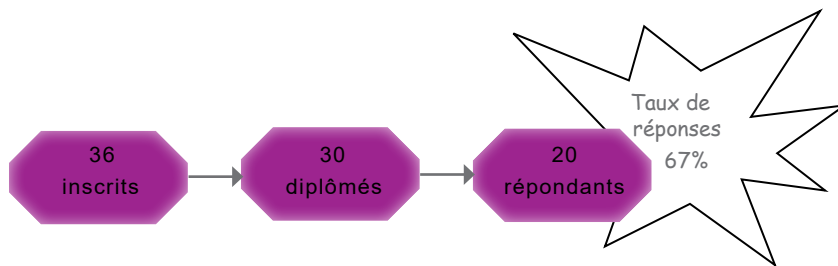 36
inscrits
30
diplômés
20
répondants
Taux de
réponses
67%